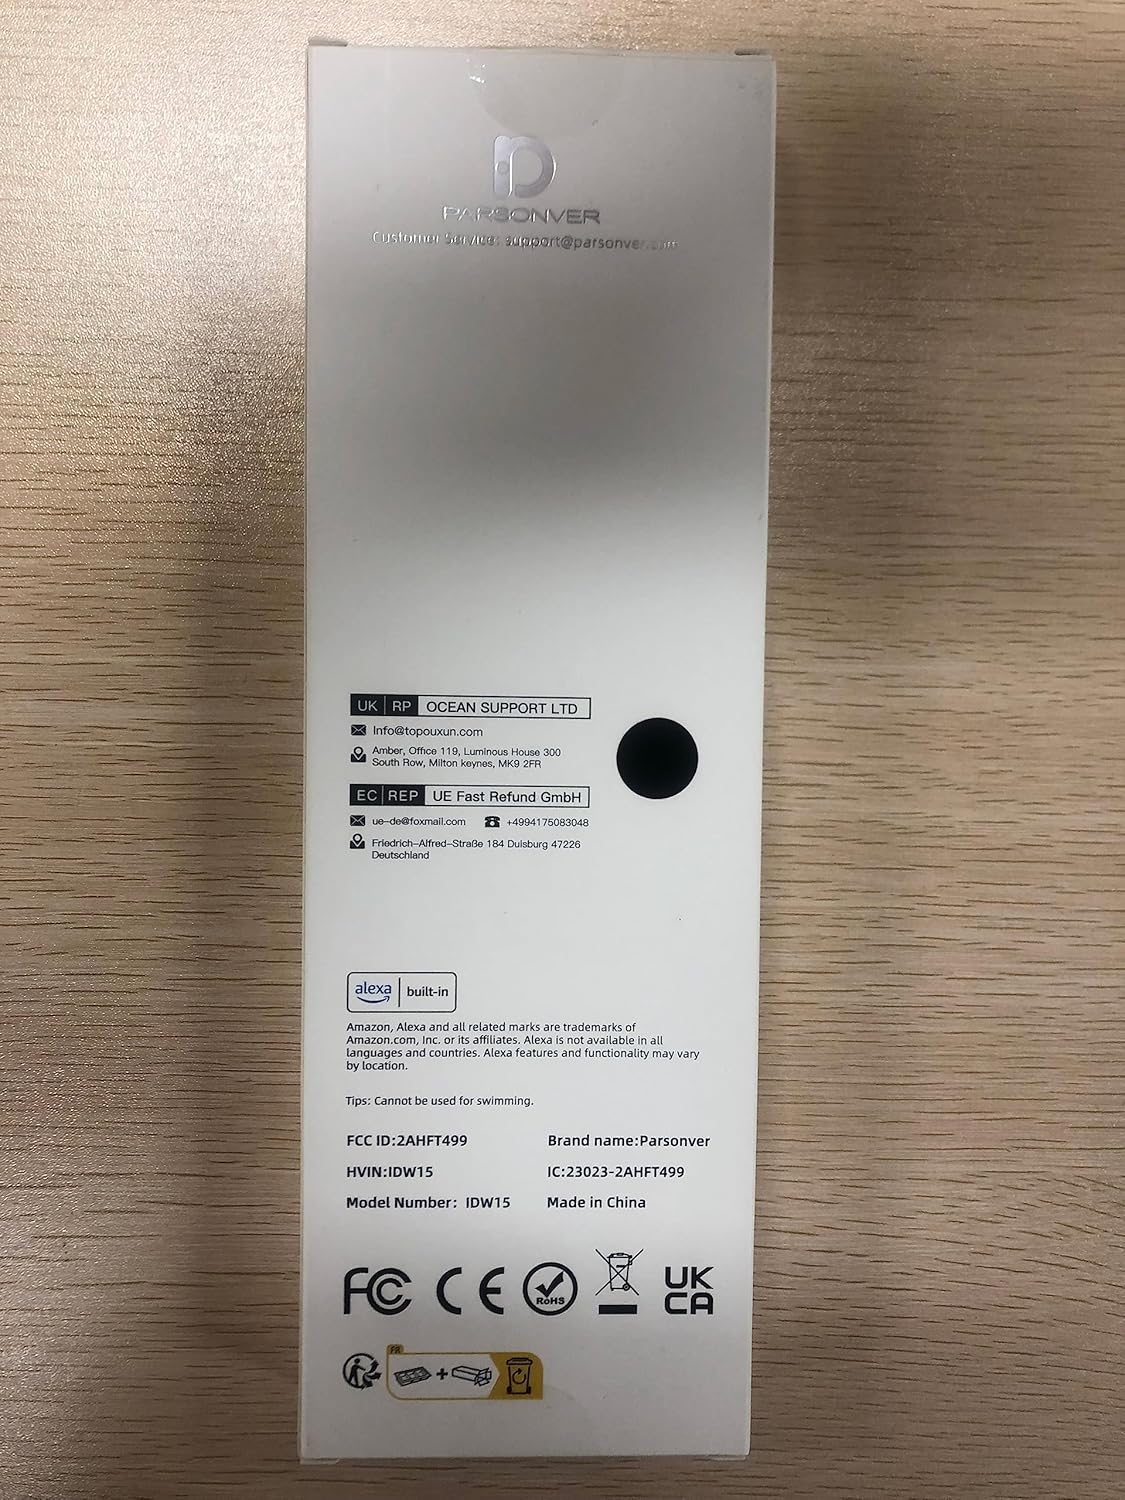 PARSONVER
Customer Service: support@parsonver.com
UK RP OCEAN SUPPORT LTD
Info@topouxun.com
Amber, Office 119, Luminous House 300
South Row, Milton keynes, MK9 2FR
EC REP UE Fast Refund GmbH
ue-de@foxmail.com +4994175083048
Friedrich-Alfred-Straße 184 Duisburg 47226
Deutschland
alexa built-in
Amazon, Alexa and all related marks are trademarks of
Amazon.com, Inc. or its affiliates. Alexa is not available in all
languages and countries. Alexa features and functionality may vary
by location.
Tips: Cannot be used for swimming.
FCC ID:2AHFT499 Brand name:Parsonver
HVIN:IDW15 IC:23023-2AHFT499
Model Number: IDW15 Made in China
FC CE RoHS UK
CA
FR